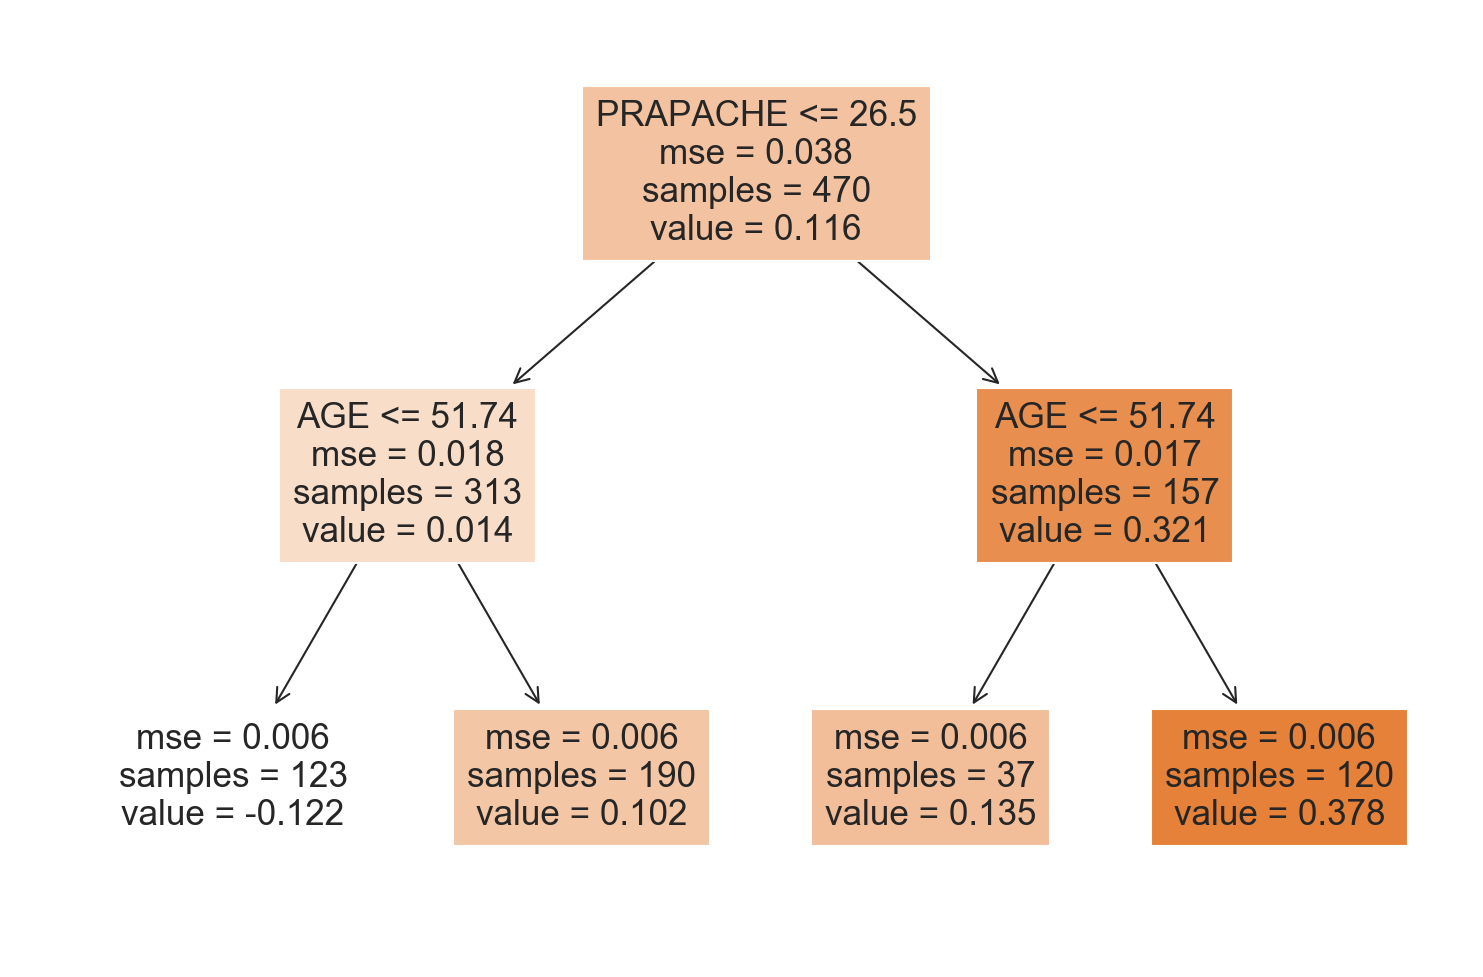 PRAPACHE <= 26.5
mse = 0.038
samples = 470
value = 0.116
AGE <= 51.74
mse = 0.018
samples = 313
value = 0.014
AGE <= 51.74
mse = 0.017
samples = 157
value = 0.321
mse = 0.006
samples = 123
value = -0.122
mse = 0.006
samples = 190
value = 0.102
mse = 0.006
samples = 37
value = 0.135
mse = 0.006
samples = 120
value = 0.378